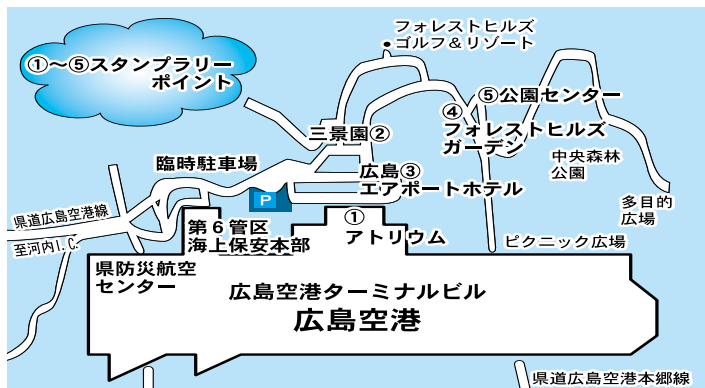 フォレストヒルズ
ゴルフ&リゾート
①〜⑤スタンプラリー
ポイント
⑤公園センター
④
フォレストヒルズ
ガーデン
三景園②
中央森林
公園
臨時駐車場
広島③
エアポートホテル
多目的
広場
P
県道広島空港線
至河内I.C.
第6管区
海上保安本部
①
アトリウム
ピクニック広場
県防災航空
センター
広島空港ターミナルビル
広島空港
県道広島空港本郷線